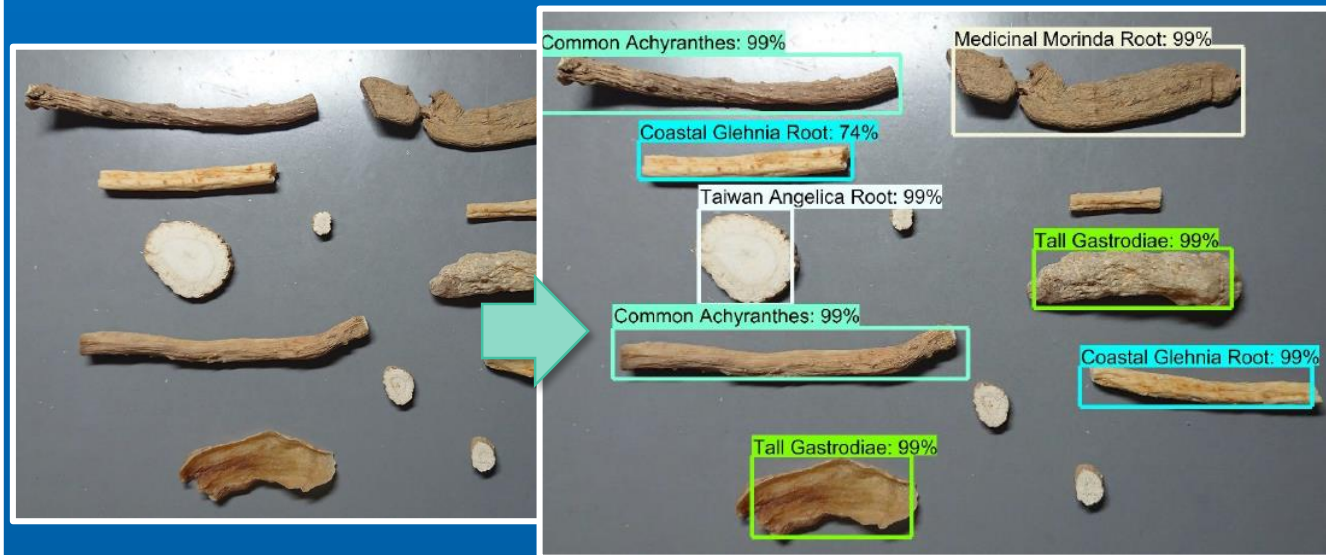 Common Achyranthes: 99%
Medicinal Morinda Root: 99%
Coastal Glehnia Root: 74%
Taiwan Angelica Root: 99%
Tall Gastrodiae: 99%
Common Achyranthes: 99%
Coastal Glehnia Root: 99%
Tall Gastrodiae: 99%